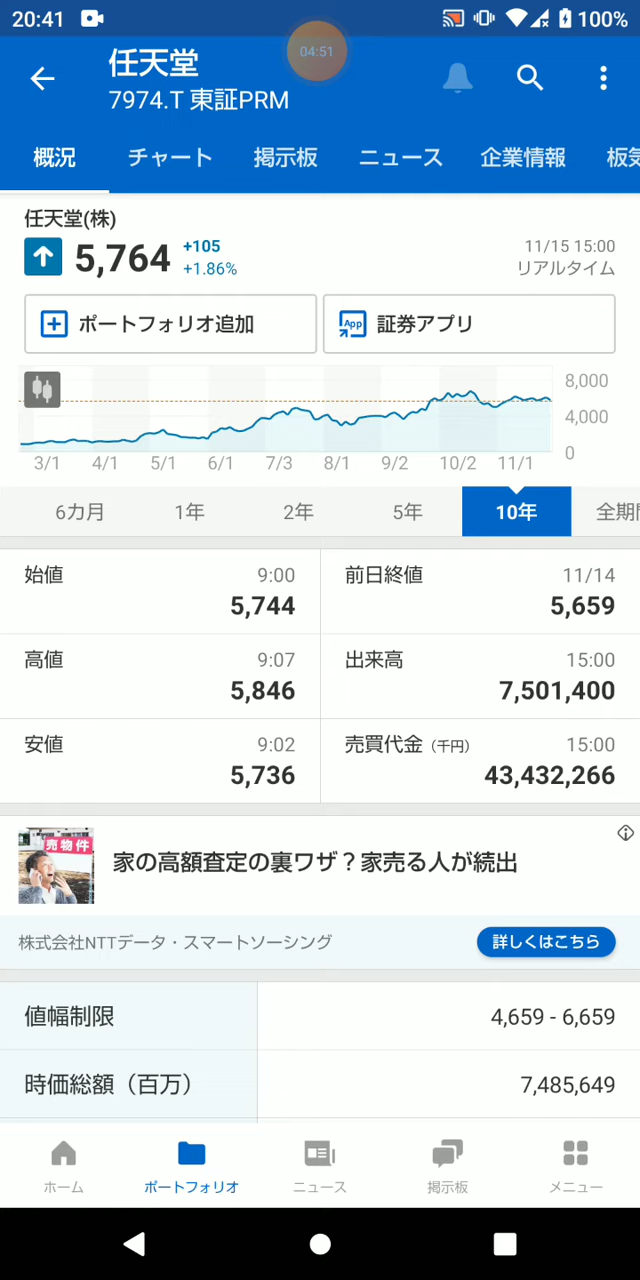 20:41
100%
04:51
任天堂
7974.T 東証PRM
概況 チャート 掲示板 ニュース 企業情報 板気
任天堂(株)
5,764 +105
+1.86%
11/15 15:00
リアルタイム
ポートフォリオ追加
App 証券アプリ
8,000
4,000
0
3/1 4/1 5/1 6/1 7/3 8/1 9/2 10/2 11/1
6カ月 1年 2年 5年 10年 全期
始値 9:00
5,744
前日終値 11/14
5,659
高値 9:07
5,846
出来高 15:00
7,501,400
安値 9:02
5,736
売買代金 (千円) 15:00
43,432,266
売物件
家の高額査定の裏ワザ？家売る人が続出
株式会社NTTデータ・スマートソーシング
詳しくはこちら
値幅制限 4,659 - 6,659
時価総額（百万） 7,485,649
ホーム ポートフォリオ ニュース 掲示板 メニュー